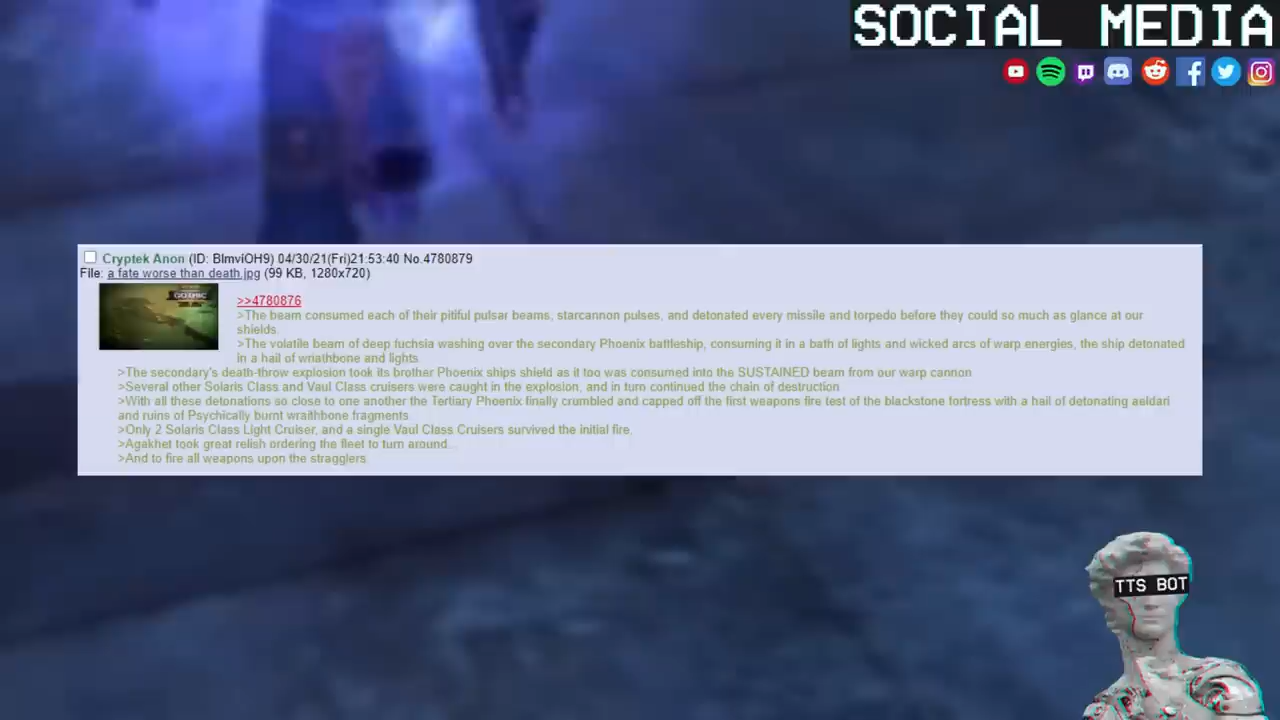 SOCIAL MEDIA
Cryptek Anon (ID: BlmviOH9) 04/30/21(Fri)21:53:40 No.4780879
File: a fate worse than death.jpg (99 KB, 1280x720)
GOTHIC
>>4780876
>The beam consumed each of their pitiful pulsar beams, starcannon pulses, and detonated every missile and torpedo before they could so much as glance at our
shields.
>The volatile beam of deep fuchsia washing over the secondary Phoenix battleship, consuming it in a bath of lights and wicked arcs of warp energies, the ship detonated
in a hail of wriathbone and lights.
>The secondary's death-throw explosion took its brother Phoenix ships shield as it too was consumed into the SUSTAINED beam from our warp cannon.
>Several other Solaris Class and Vaul Class cruisers were caught in the explosion, and in turn continued the chain of destruction.
>With all these detonations so close to one another the Tertiary Phoenix finally crumbled and capped off the first weapons fire test of the blackstone fortress with a hail of detonating aeldari
and ruins of Psychically burnt wraithbone fragments.
>Only 2 Solaris Class Light Cruiser, and a single Vaul Class Cruisers survived the initial fire.
>Agakhet took great relish ordering the fleet to turn around...
>And to fire all weapons upon the stragglers.
TTS BOT